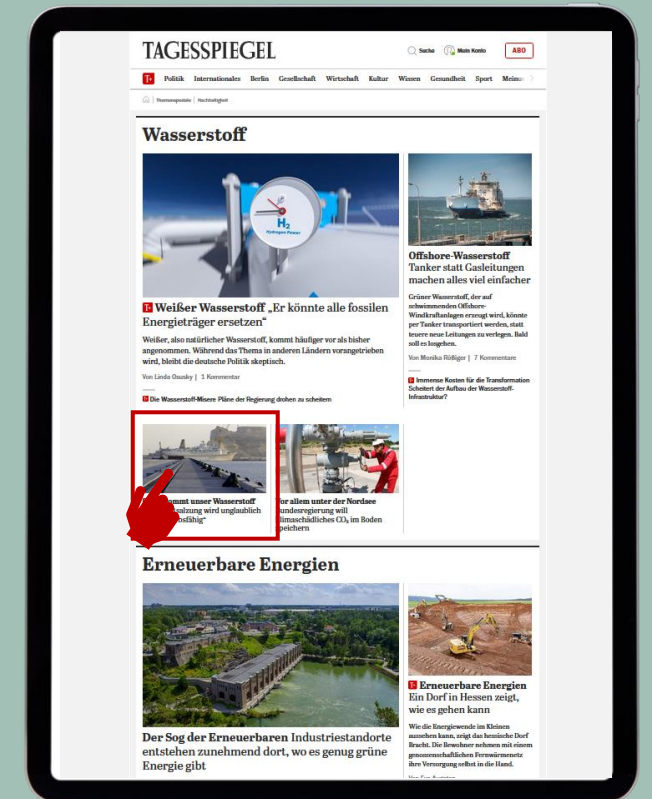 TAGESSPIEGEL
Suche
Mein Konto
ABO
T+ Politik Internationales Berlin Gesellschaft Wirtschaft Kultur Wissen Gesundheit Sport
Themenspeziale | Nachhaltigkeit
Wasserstoff
H2
Hydrogen Power
T+ Weißer Wasserstoff „Er könnte alle fossilen
Energieträger ersetzen“
Weißer, also natürlicher Wasserstoff, kommt häufiger vor als bisher
angenommen. Während das Thema in anderen Ländern vorangetrieben
wird, bleibt die deutsche Politik skeptisch.
Von Linda Osusky | 1 Kommentar
T+ Die Wasserstoff-Misere Pläne der Regierung drohen zu scheitern
Offshore-Wasserstoff
Tanker statt Gasleitungen
machen alles viel einfacher
Grüner Wasserstoff, der auf
schwimmenden Offshore-
Windkraftanlagen erzeugt wird, könnte
per Tanker transportiert werden, statt
teuere neue Leitungen zu verlegen. Bald
soll es losgehen.
Von Monika Rößiger | 7 Kommentare
T+ Immense Kosten für die Transformation
Scheitert der Aufbau der Wasserstoff-
Infrastruktur?
kommt unser Wasserstoff
salzung wird unglaublich
sfähig“
Vor allem unter der Nordsee
Bundesregierung will
klimaschädliches CO₂ im Boden
speichern
Erneuerbare Energien
Der Sog der Erneuerbaren Industriestandorte
entstehen zunehmend dort, wo es genug grüne
Energie gibt
T+ Erneuerbare Energien
Ein Dorf in Hessen zeigt,
wie es gehen kann
Wie die Energiewende im Kleinen
aussehen kann, zeigt das hessische Dorf
Bracht. Die Bewohner nehmen mit einem
genossenschaftlichen Fernwärmenetz
ihre Versorgung selbst in die Hand.